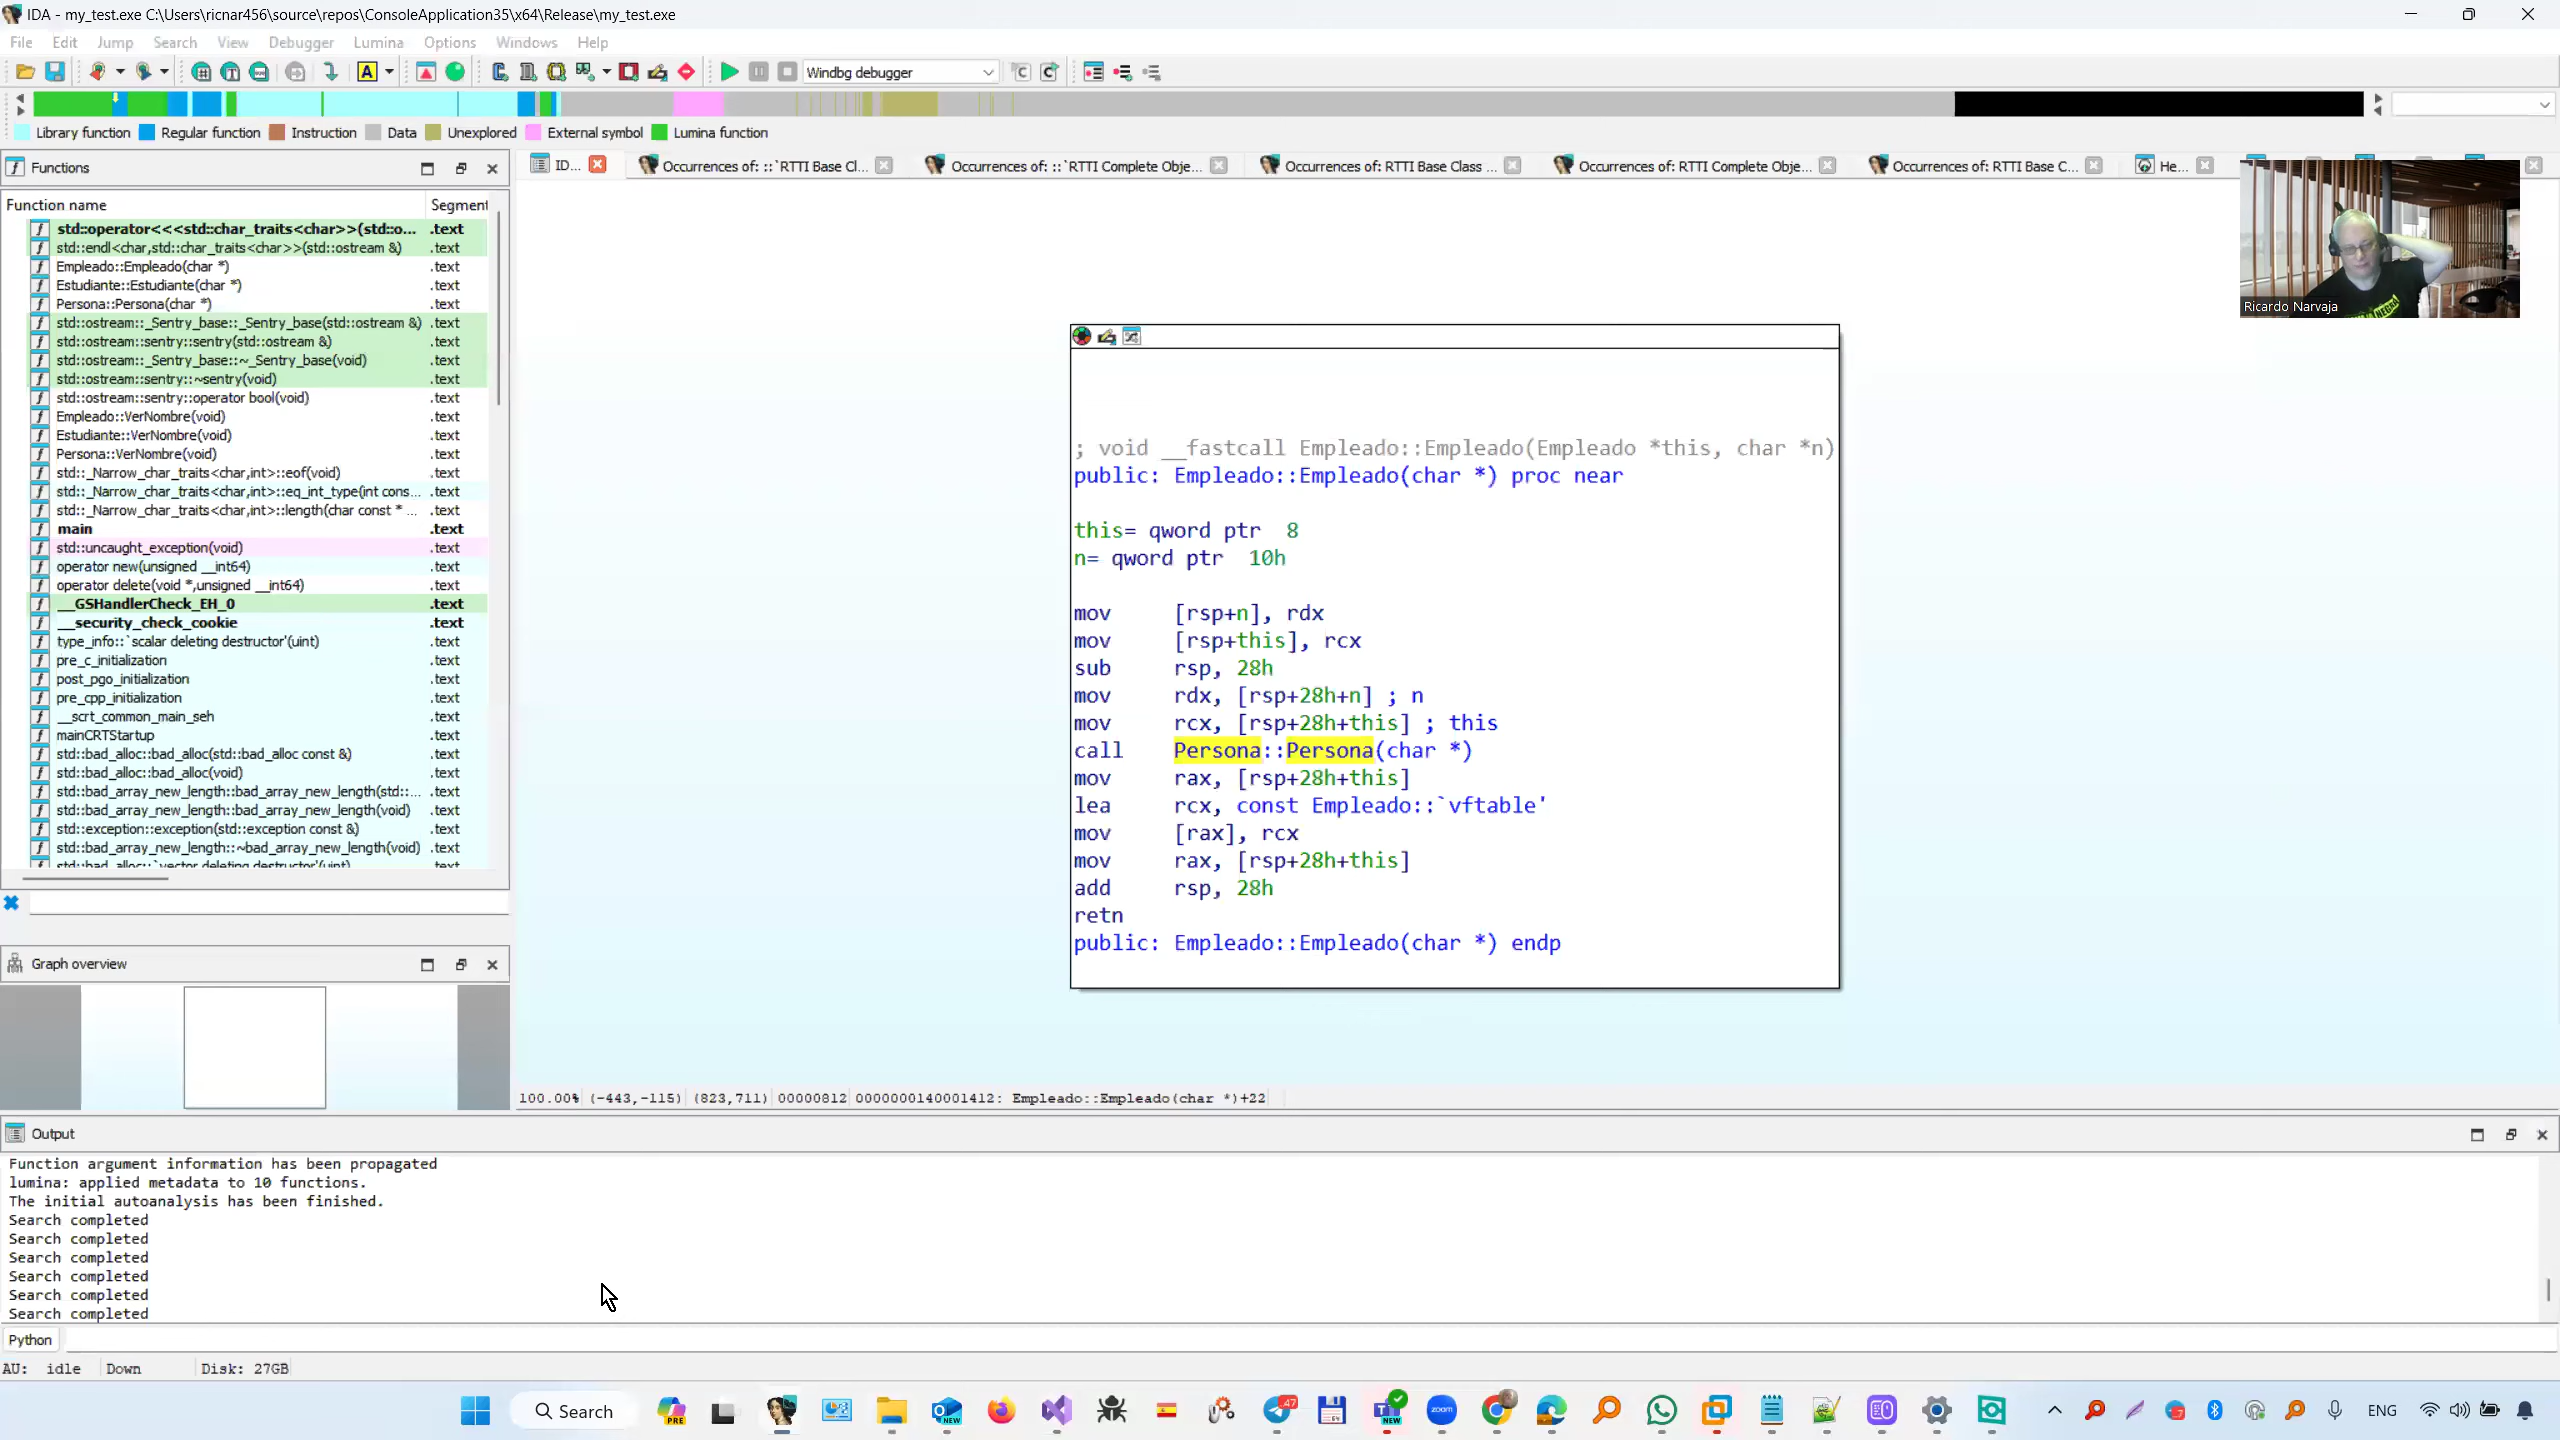 IDA - my_test.exe C:\Users\ricnar456\source\repos\ConsoleApplication35\x64\Release\my_test.exe
File Edit Jump Search View Debugger Lumina Options Windows Help
Windbg debugger
Library function Regular function Instruction Data Unexplored External symbol Lumina function
Functions
ID... Occurrences of: ::`RTTI Base Cl... Occurrences of: ::`RTTI Complete Obje... Occurrences of: RTTI Base Class ... Occurrences of: RTTI Complete Obje... Occurrences of: RTTI Base C... He...
Function name Segment
std::operator<<<std::char_traits<char>>(std::o... .text
std::endl<char,std::char_traits<char>>(std::ostream &) .text
Empleado::Empleado(char *) .text
Estudiante::Estudiante(char *) .text
Persona::Persona(char *) .text
std::ostream::_Sentry_base::_Sentry_base(std::ostream &) .text
std::ostream::sentry::sentry(std::ostream &) .text
std::ostream::_Sentry_base::~_Sentry_base(void) .text
std::ostream::sentry::~sentry(void) .text
std::ostream::sentry::operator bool(void) .text
Empleado::VerNombre(void) .text
Estudiante::VerNombre(void) .text
Persona::VerNombre(void) .text
std::_Narrow_char_traits<char,int>::eof(void) .text
std::_Narrow_char_traits<char,int>::eq_int_type(int cons... .text
std::_Narrow_char_traits<char,int>::length(char const * ... .text
main .text
std::uncaught_exception(void) .text
operator new(unsigned __int64) .text
operator delete(void *,unsigned __int64) .text
__GSHandlerCheck_EH_0 .text
__security_check_cookie .text
type_info::`scalar deleting destructor'(uint) .text
pre_c_initialization .text
post_pgo_initialization .text
pre_cpp_initialization .text
__scrt_common_main_seh .text
mainCRTStartup .text
std::bad_alloc::bad_alloc(std::bad_alloc const &) .text
std::bad_alloc::bad_alloc(void) .text
std::bad_array_new_length::bad_array_new_length(std::... .text
std::bad_array_new_length::bad_array_new_length(void) .text
std::exception::exception(std::exception const &) .text
std::bad_array_new_length::~bad_array_new_length(void) .text
std::bad_alloc::`vector deleting destructor'(uint) .text
Ricardo Narvaja
; void __fastcall Empleado::Empleado(Empleado *this, char *n)
public: Empleado::Empleado(char *) proc near
this= qword ptr  8
n= qword ptr  10h
mov [rsp+n], rdx
mov [rsp+this], rcx
sub rsp, 28h
mov rdx, [rsp+28h+n] ; n
mov rcx, [rsp+28h+this] ; this
call Persona::Persona(char *)
mov rax, [rsp+28h+this]
lea rcx, const Empleado::`vftable'
mov [rax], rcx
mov rax, [rsp+28h+this]
add rsp, 28h
retn
public: Empleado::Empleado(char *) endp
Graph overview
100.00% (-443,-115) (823,711) 00000812 0000000140001412: Empleado::Empleado(char *)+22
Output
Function argument information has been propagated
lumina: applied metadata to 10 functions.
The initial autoanalysis has been finished.
Search completed
Search completed
Search completed
Search completed
Search completed
Search completed
Python
AU: idle Down Disk: 27GB
Search
PRE
NEW
47
NEW
zoom
ENG